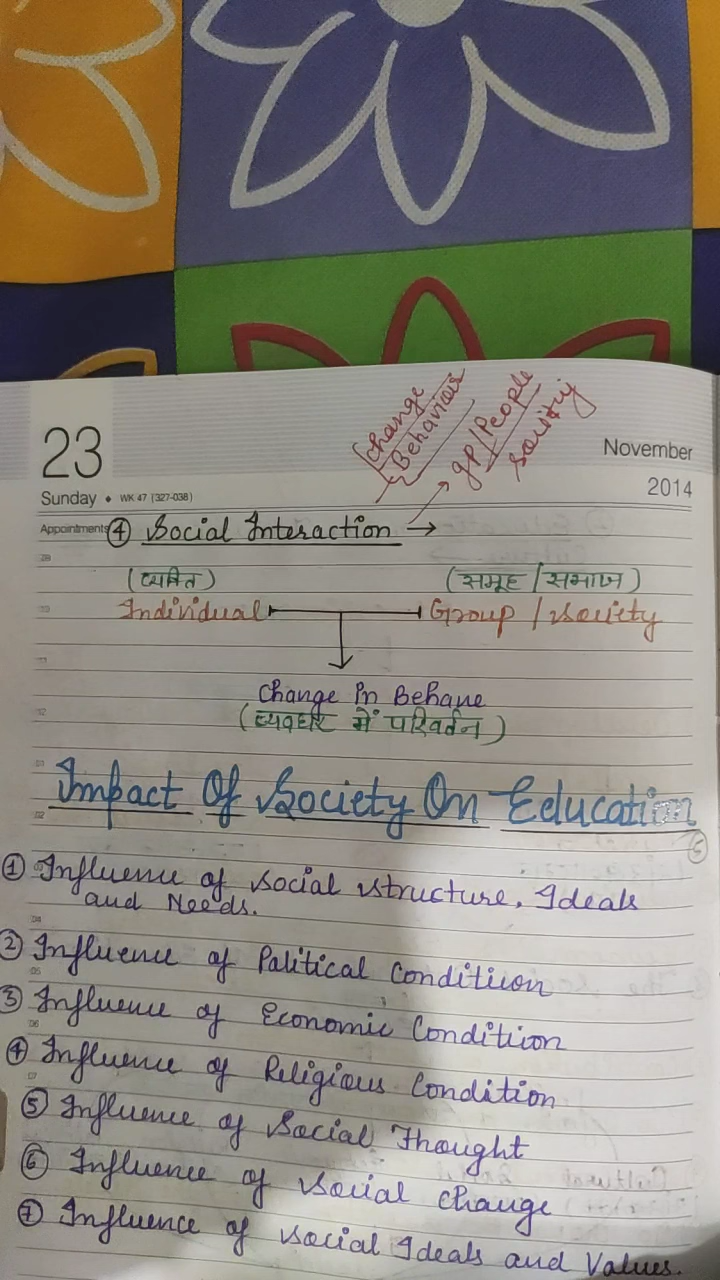 Change
Behaviour
gp/People
society
23
November
Sunday • WK 47 (327-038)
2014
Appointments
④ Social Interaction →
(व्यक्ति) (समूह / समाज)
Individual Group / Society
Change in Behave
(व्यवहार में परिवर्तन)
Impact Of Society On Education
① Influence of social structure, Ideals
and Needs.
② Influence of Political Condition
③ Influence of Economic Condition
④ Influence of Religious Condition
⑤ Influence of Social Thought
⑥ Influence of social change
⑦ Influence of social Ideals and Values.